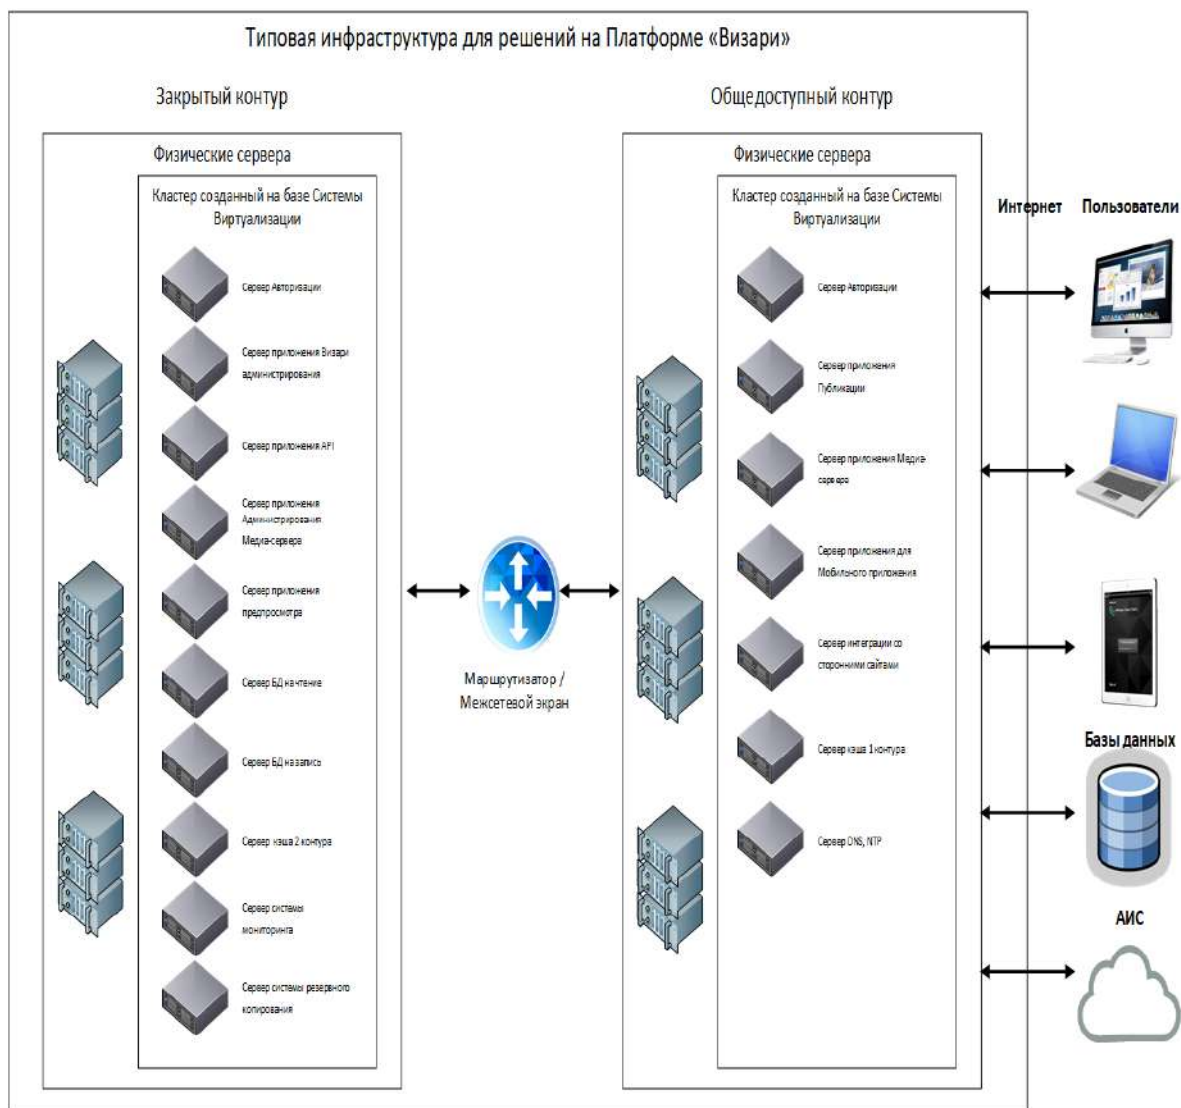 Типовая инфраструктура для решений на Платформе «Визари»
Закрытый контур
Физические сервера
Кластер созданный на базе Системы
Виртуализации
Сервер Авторизации
Сервер приложения Визари
администрирования
Сервер приложения API
Сервер приложения
Администрирования
Медиа-сервера
Сервер приложения
предпросмотра
Сервер БД на чтение
Сервер БД на запись
Сервер кэша 2 контура
Сервер системы
мониторинга
Сервер системы резервного
копирования
Маршрутизатор /
Межсетевой экран
Общедоступный контур
Физические сервера
Кластер созданный на базе Системы
Виртуализации
Сервер Авторизации
Сервер приложения
Публикации
Сервер приложения Медиа-
сервера
Сервер приложения для
Мобильного приложения
Сервер интеграции со
сторонними сайтами
Сервер кэша 1 контура
Сервер DNS, NTP
Интернет
Пользователи
Базы данных
АИС